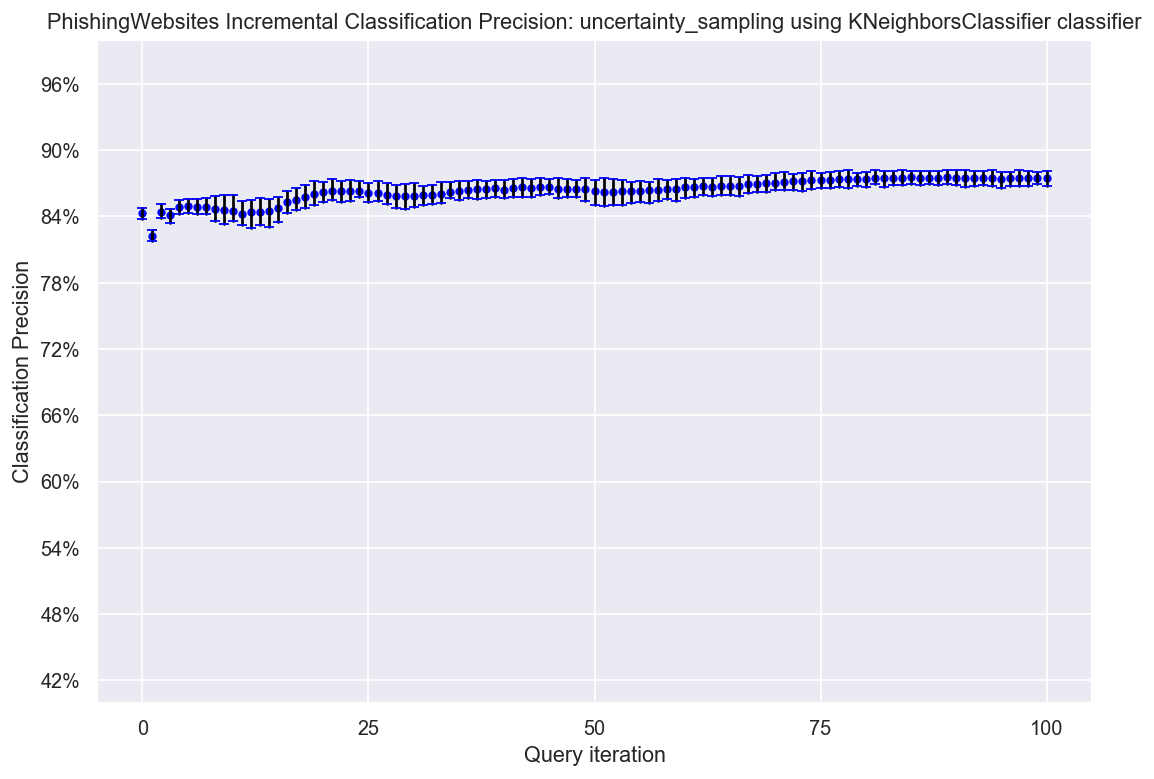 PhishingWebsites Incremental Classification Precision: uncertainty_sampling using KNeighborsClassifier classifier
96%
90%
84%
78%
72%
66%
60%
54%
48%
42%
Classification Precision
0 25 50 75 100
Query iteration